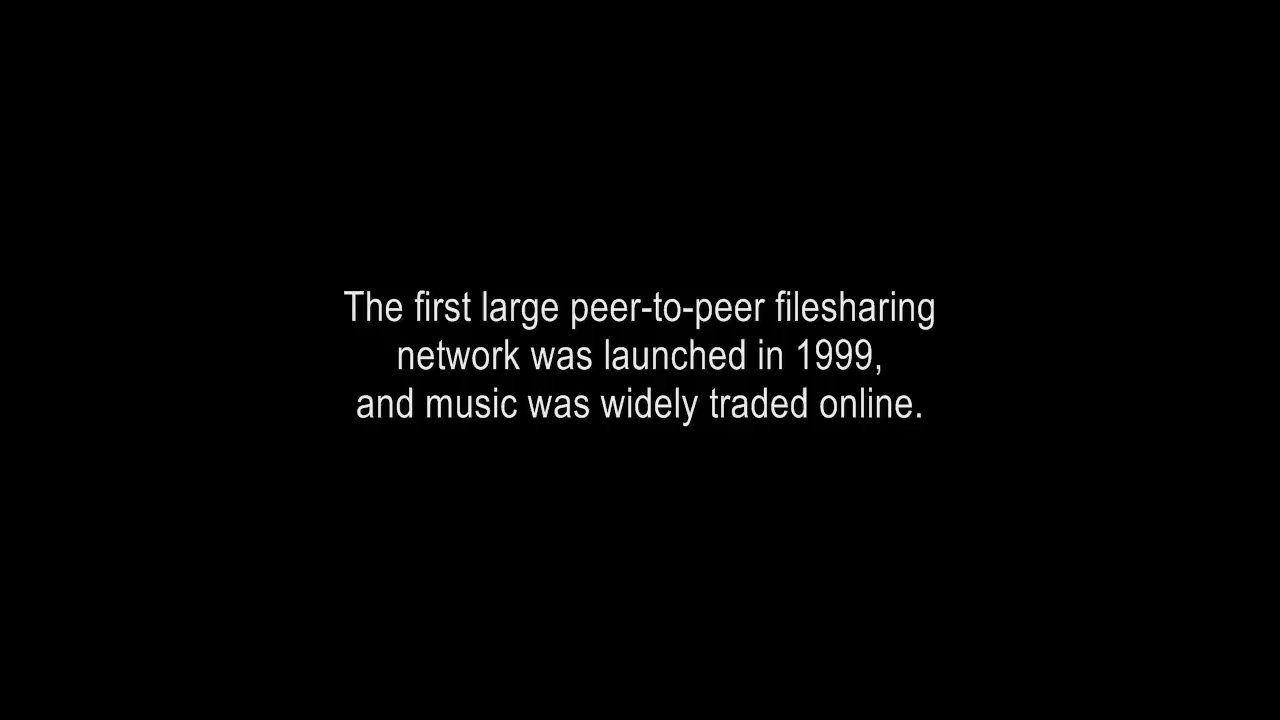 The first large peer-to-peer filesharing
network was launched in 1999,
and music was widely traded online.